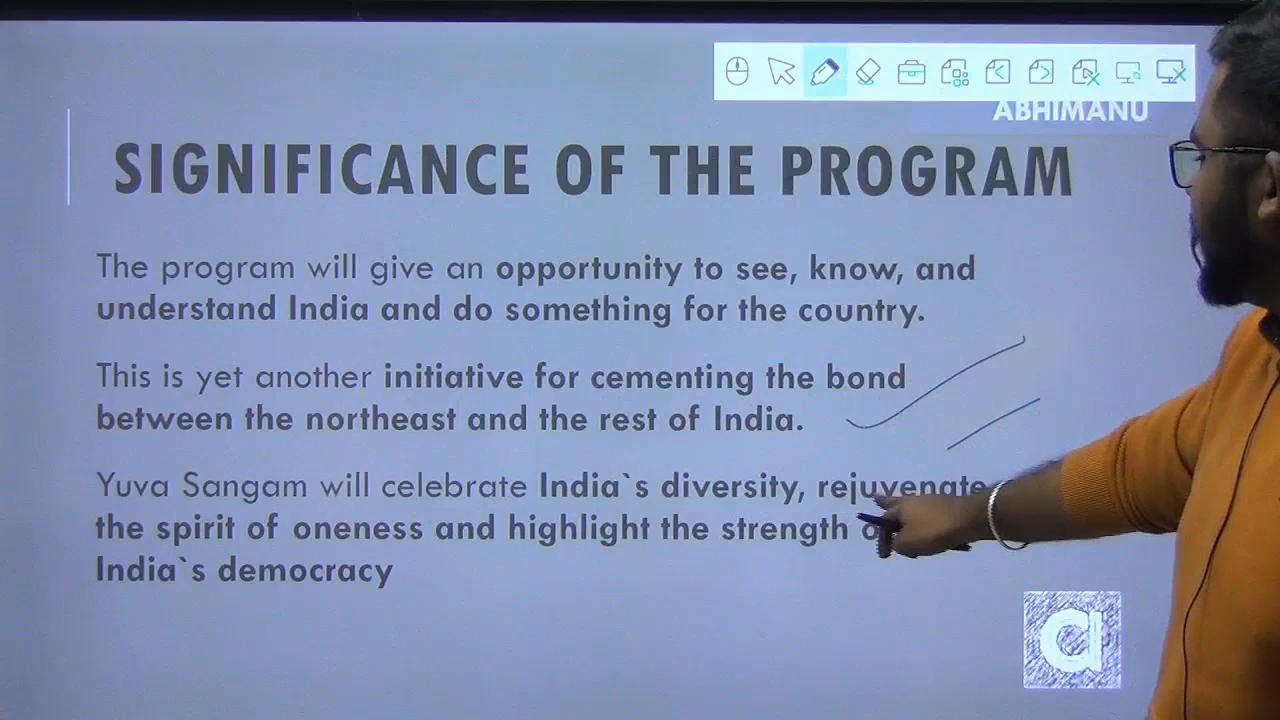 ABHIMANU
SIGNIFICANCE OF THE PROGRAM
The program will give an opportunity to see, know, and
understand India and do something for the country.
This is yet another initiative for cementing the bond
between the northeast and the rest of India.
Yuva Sangam will celebrate India`s diversity, rejuvenate
the spirit of oneness and highlight the strength
India`s democracy
a